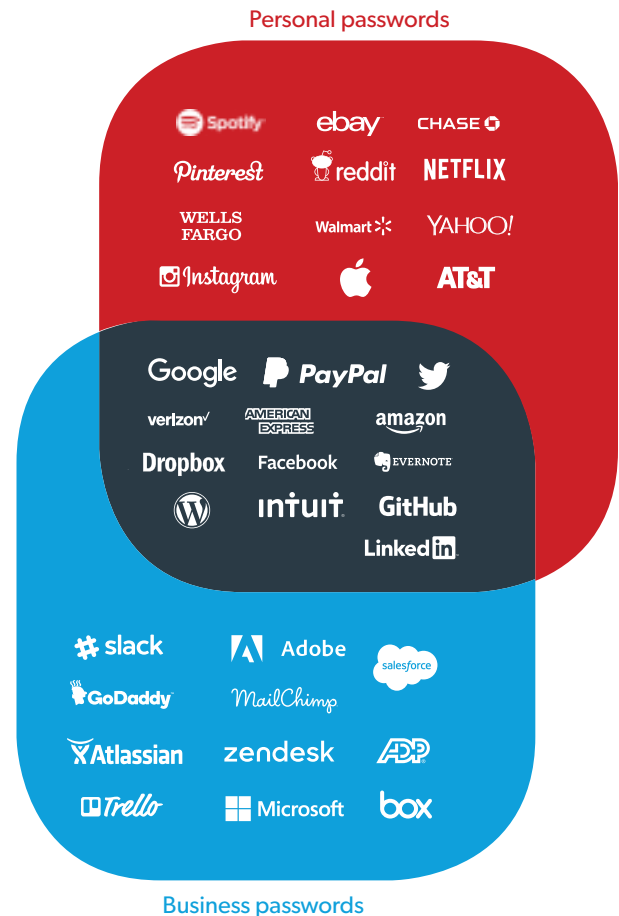 Personal passwords
Spotify ebay CHASE
Pinterest reddit NETFLIX
WELLS FARGO Walmart YAHOO!
Instagram AT&T
Google PayPal
verizon AMERICAN EXPRESS amazon
Dropbox Facebook EVERNOTE
W intuit GitHub
Linked in
slack Adobe salesforce
GoDaddy MailChimp
Atlassian zendesk ADP
Trello Microsoft box
Business passwords